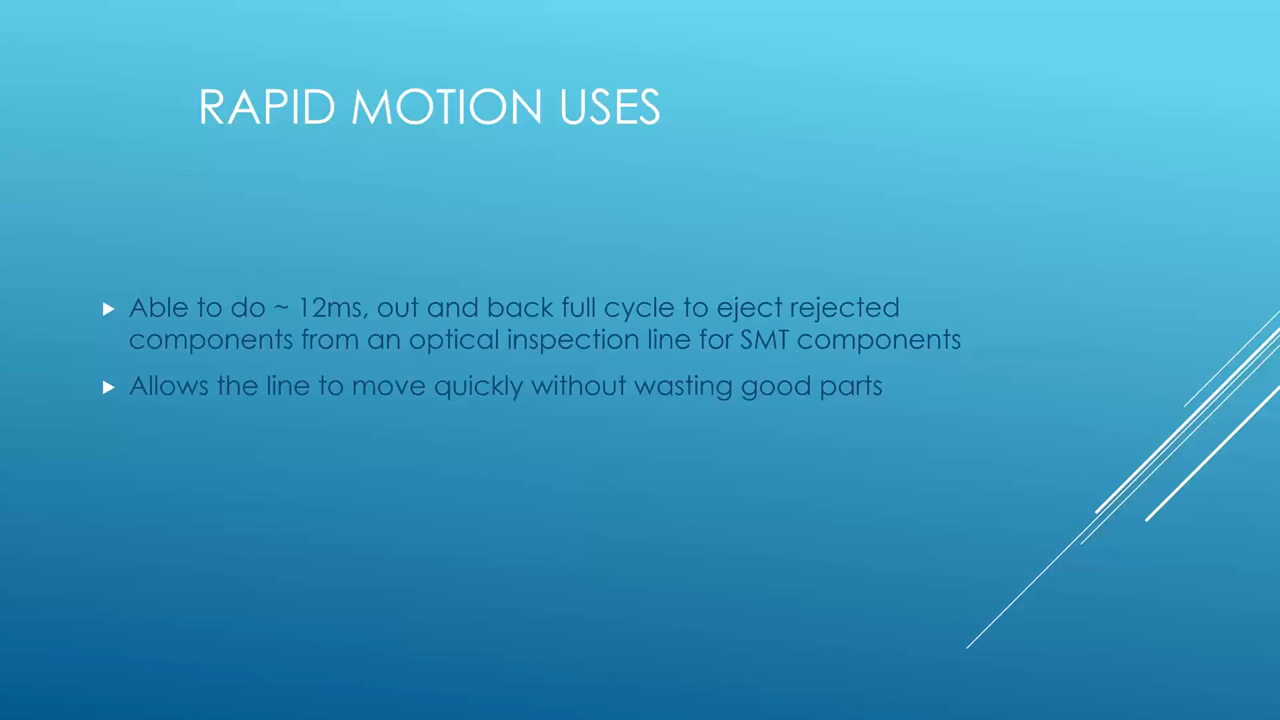 RAPID MOTION USES
Able to do ~ 12ms, out and back full cycle to eject rejected
components from an optical inspection line for SMT components
Allows the line to move quickly without wasting good parts